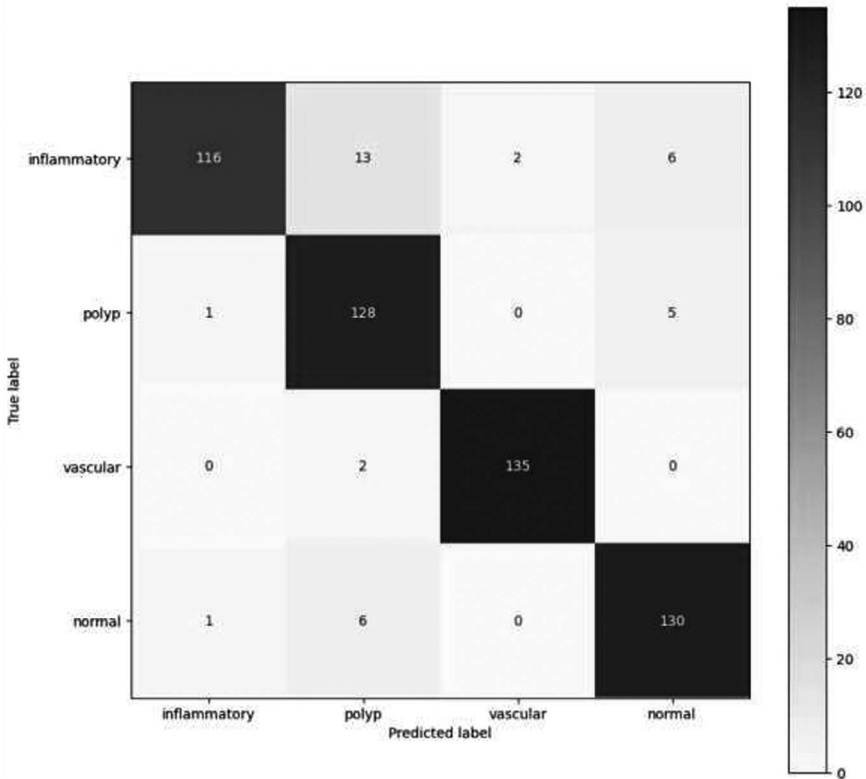 inflammatory 116 13 2 6
polyp 1 128 0 5
vascular 0 2 135 0
normal 1 6 0 130
inflammatory polyp vascular normal
Predicted label
True label
120
100
80
60
40
20
0